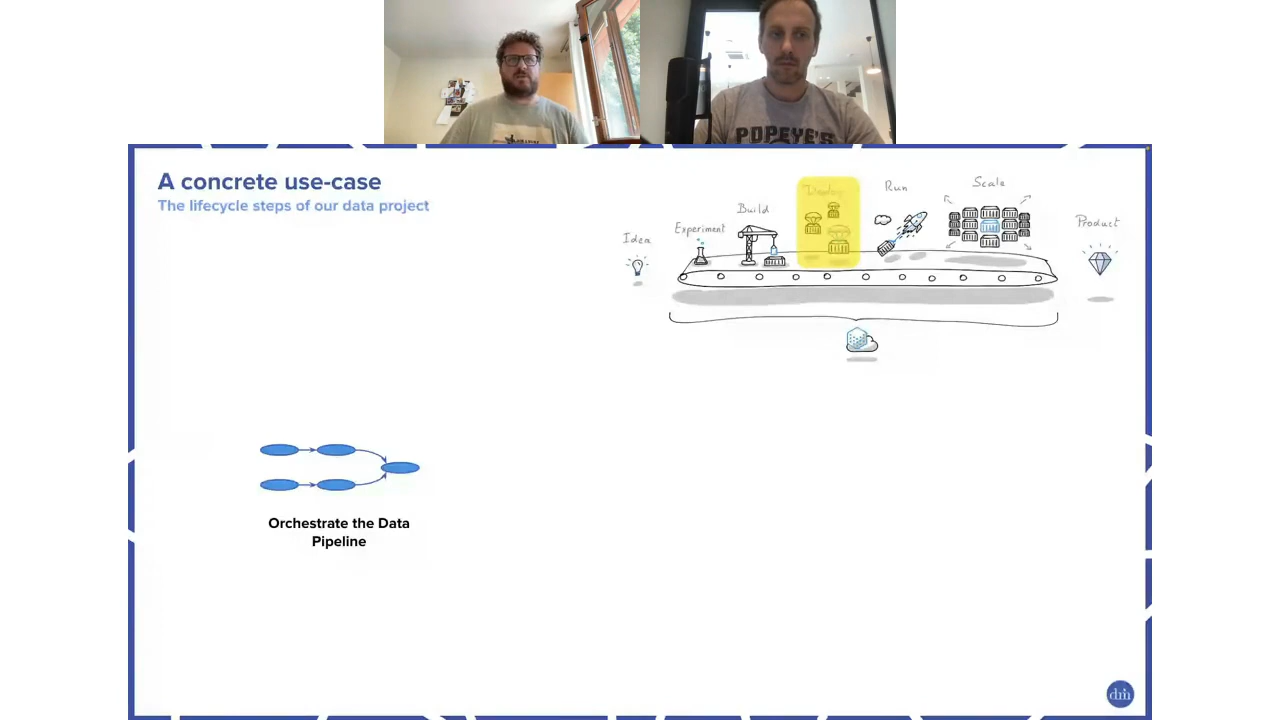 POPEYE'S
A concrete use-case
The lifecycle steps of our data project
Idea
Experiment
Build
Run
Scale
Product
Orchestrate the Data
Pipeline
dm